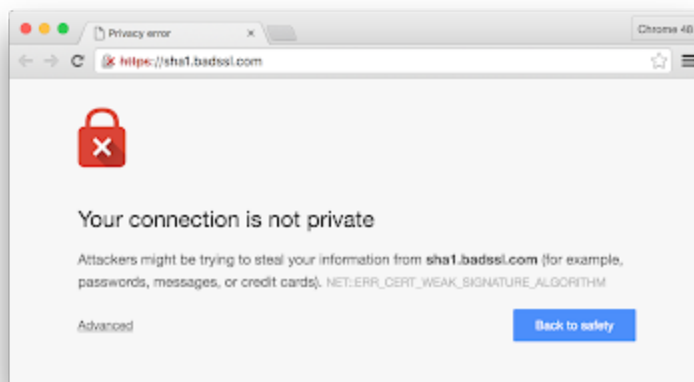 Privacy error
Chrome 48
https://sha1.badssl.com
Your connection is not private
Attackers might be trying to steal your information from sha1.badssl.com (for example,
passwords, messages, or credit cards). NET::ERR_CERT_WEAK_SIGNATURE_ALGORITHM
Advanced
Back to safety